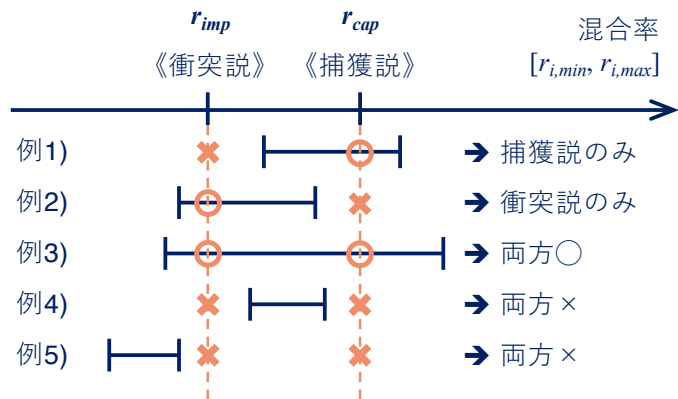 r_imp r_cap 混合率
《衝突説》 《捕獲説》 [r_i,min, r_i,max]
例1) ➔ 捕獲説のみ
例2) ➔ 衝突説のみ
例3) ➔ 両方◯
例4) ➔ 両方×
例5) ➔ 両方×